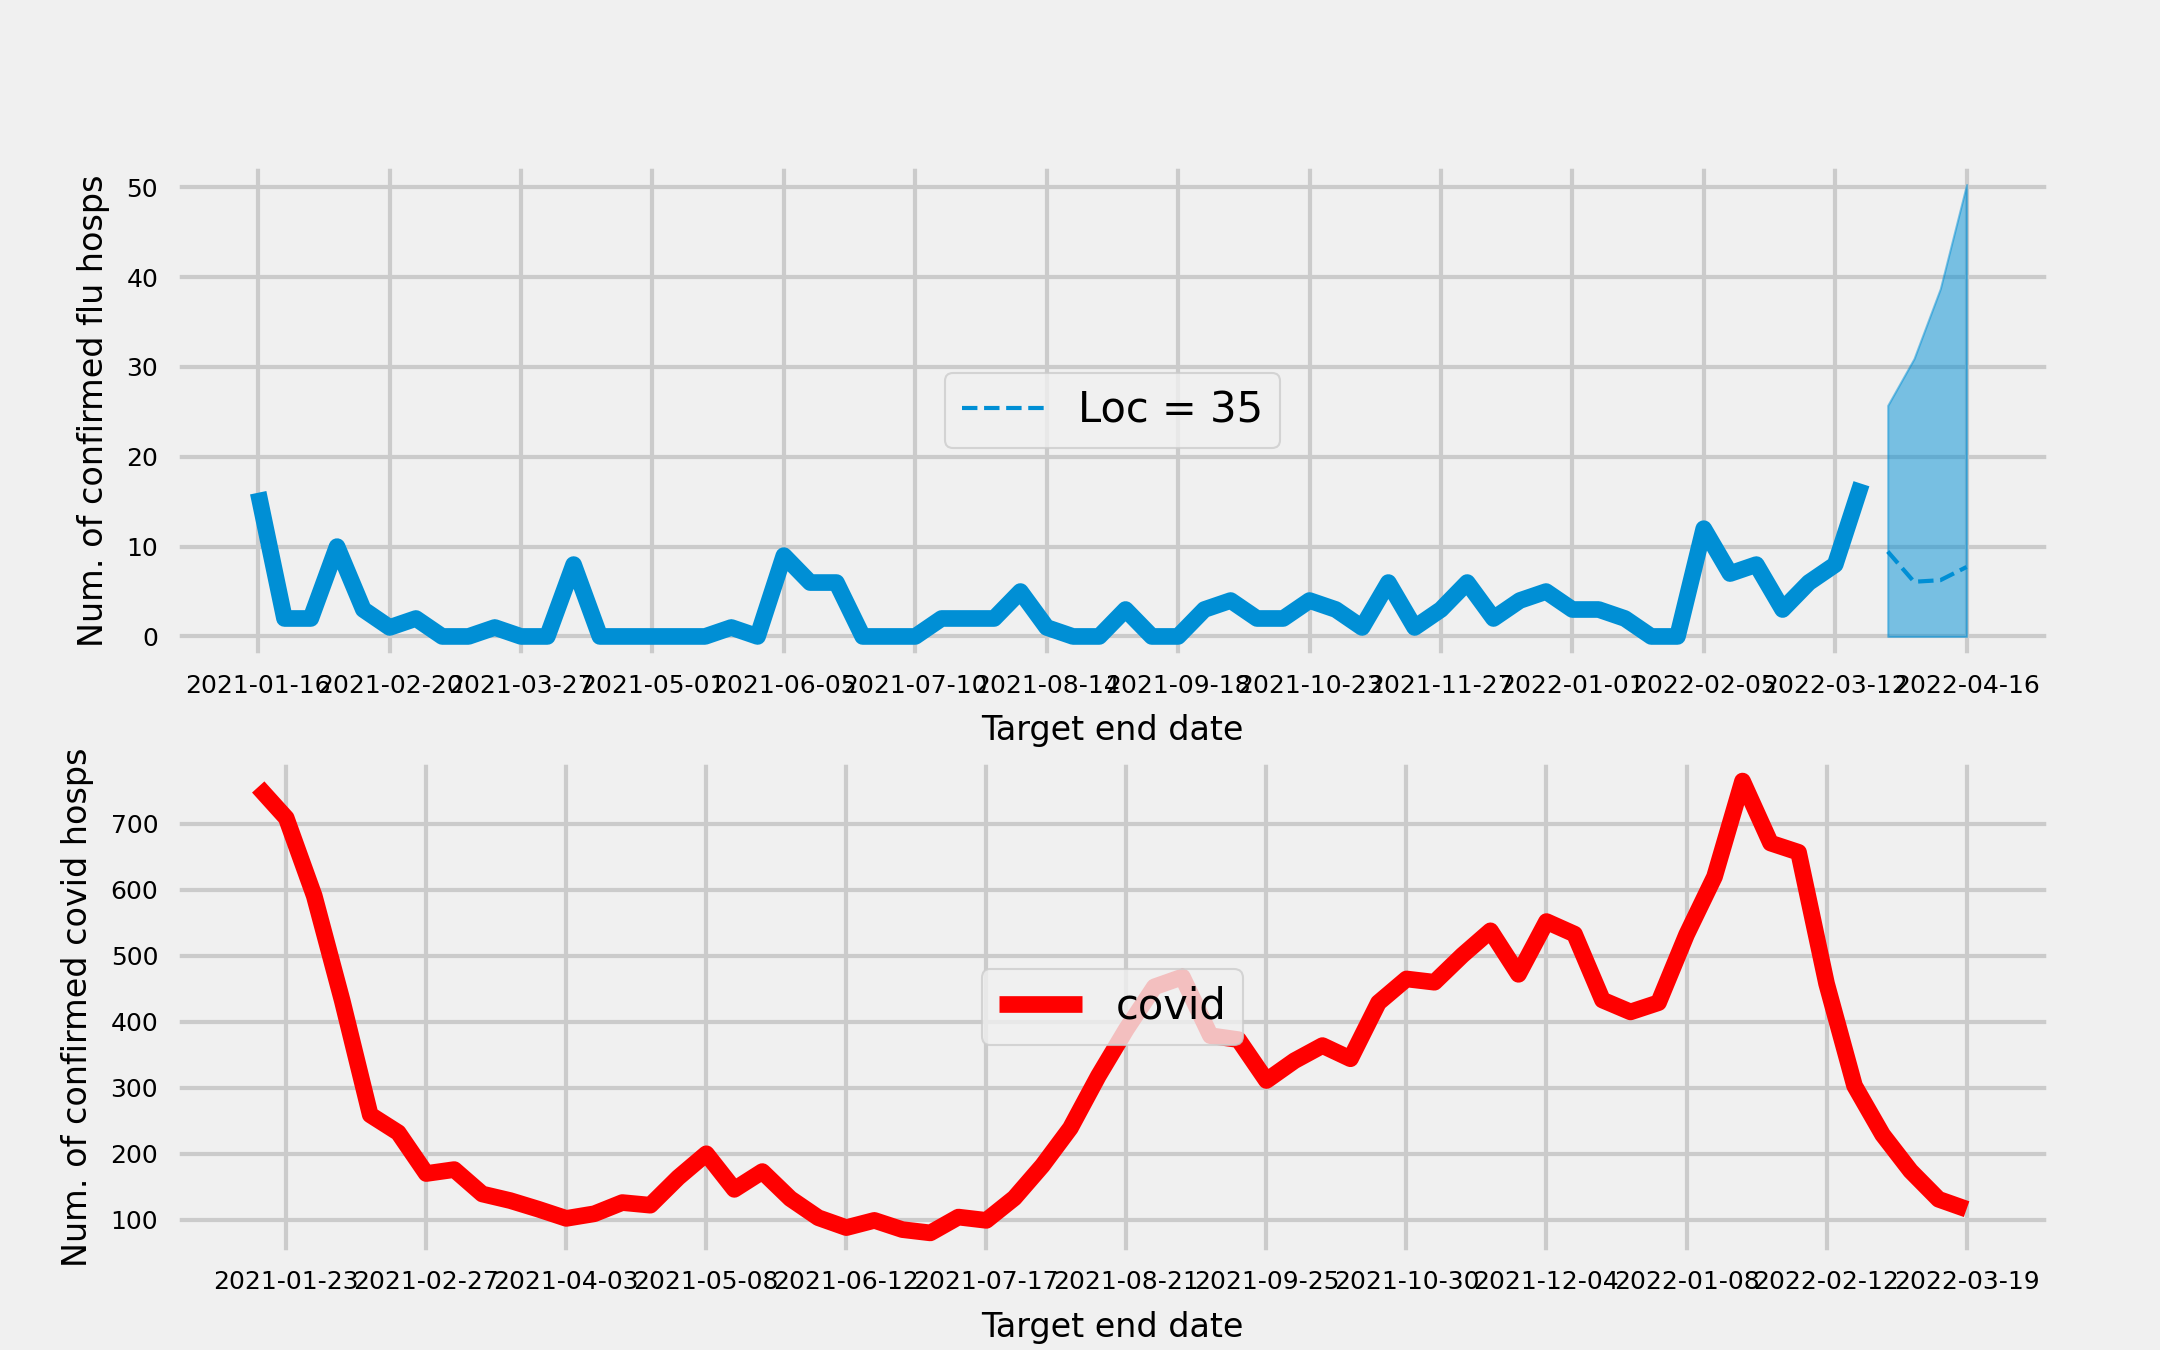 Num. of confirmed flu hosps
50
40
30
20
10
0
Loc = 35
2021-01-16 2021-02-20 2021-03-27 2021-05-01 2021-06-05 2021-07-10 2021-08-14 2021-09-18 2021-10-23 2021-11-27 2022-01-01 2022-02-05 2022-03-12 2022-04-16
Target end date
Num. of confirmed covid hosps
700
600
500
400
300
200
100
covid
2021-01-23 2021-02-27 2021-04-03 2021-05-08 2021-06-12 2021-07-17 2021-08-21 2021-09-25 2021-10-30 2021-12-04 2022-01-08 2022-02-12 2022-03-19
Target end date